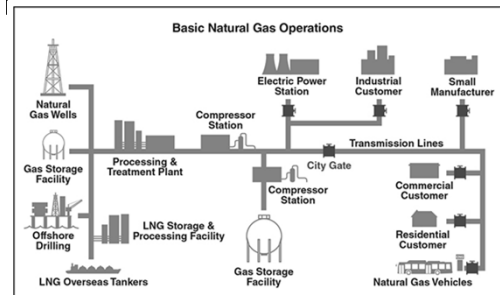 Basic Natural Gas Operations
Electric Power
Station
Industrial
Customer
Small
Manufacturer
Natural
Gas Wells
Compressor
Station
Transmission Lines
Gas Storage
Facility
Processing &
Treatment Plant
City Gate
Compressor
Station
Commercial
Customer
Offshore
Drilling
LNG Storage &
Processing Facility
Residential
Customer
LNG Overseas Tankers
Gas Storage
Facility
Natural Gas Vehicles